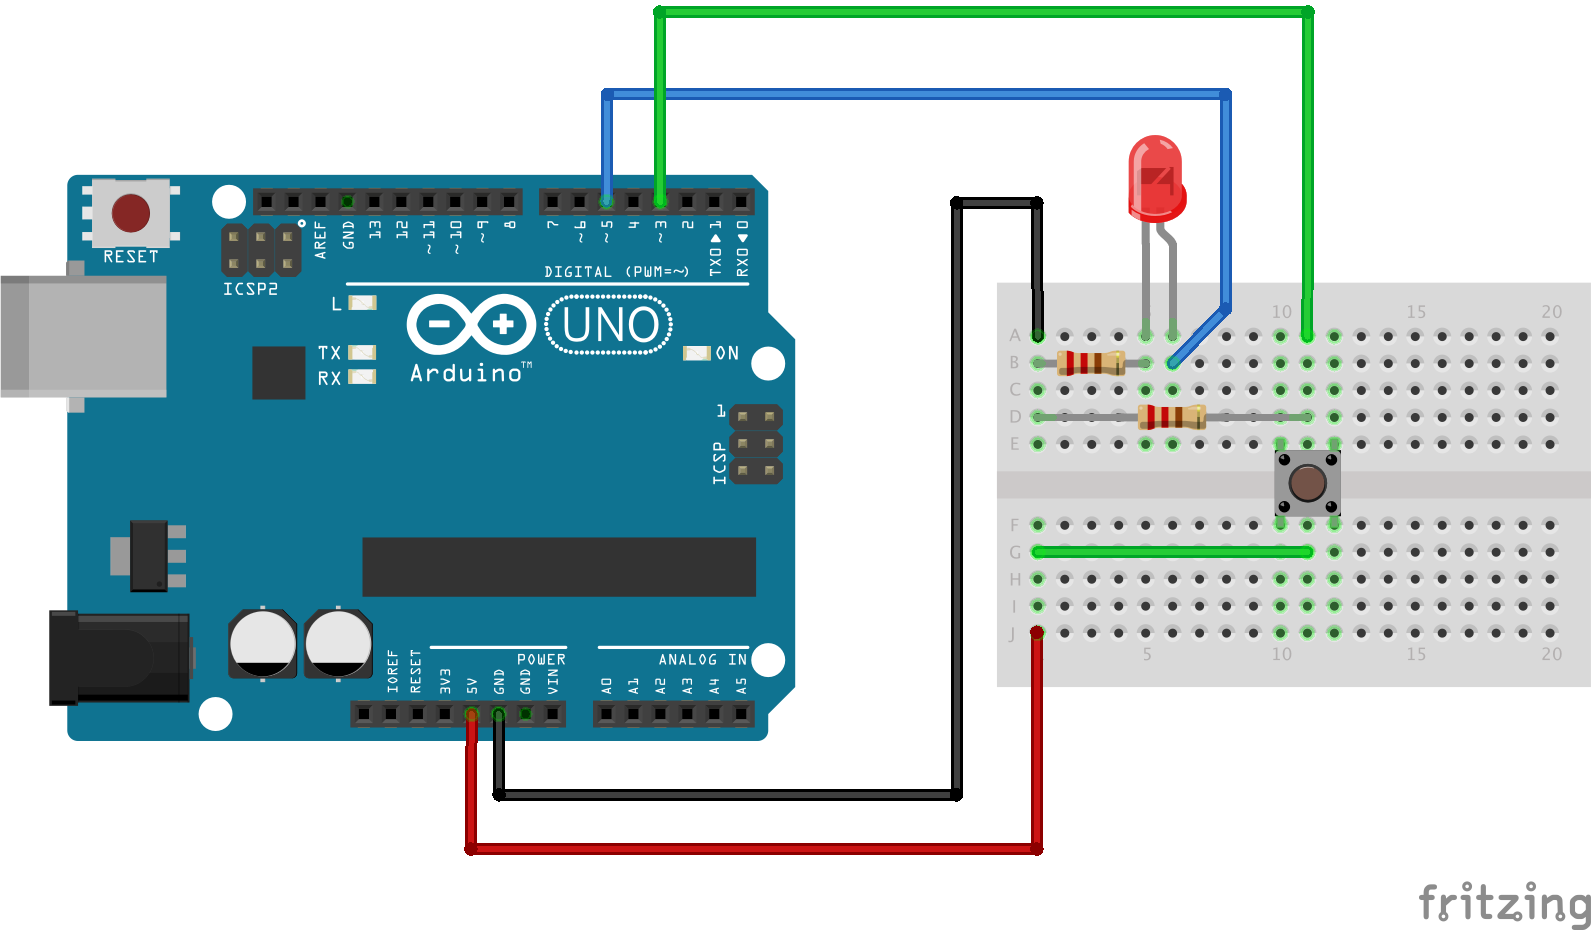 RESET
ICSP2
AREF
GND
13
12
~11
~10
~9
8
7
~6
~5
4
~3
2
TX0▶1
RX0◀0
DIGITAL (PWM=~)
L
TX
RX
UNO
ON
Arduino™
1
ICSP
POWER
ANALOG IN
IOREF
RESET
3V3
5V
GND
GND
VIN
A0
A1
A2
A3
A4
A5
10 15 20
A
B
C
D
E
F
G
H
I
J
5 10 15 20
fritzing